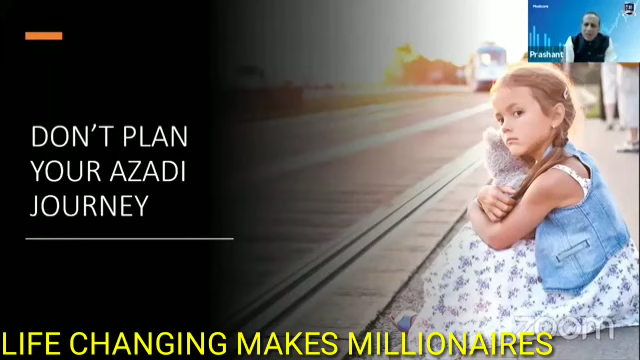 Prashant
DON'T PLAN
YOUR AZADI
JOURNEY
zoom
LIFE CHANGING MAKES MILLIONAIRES